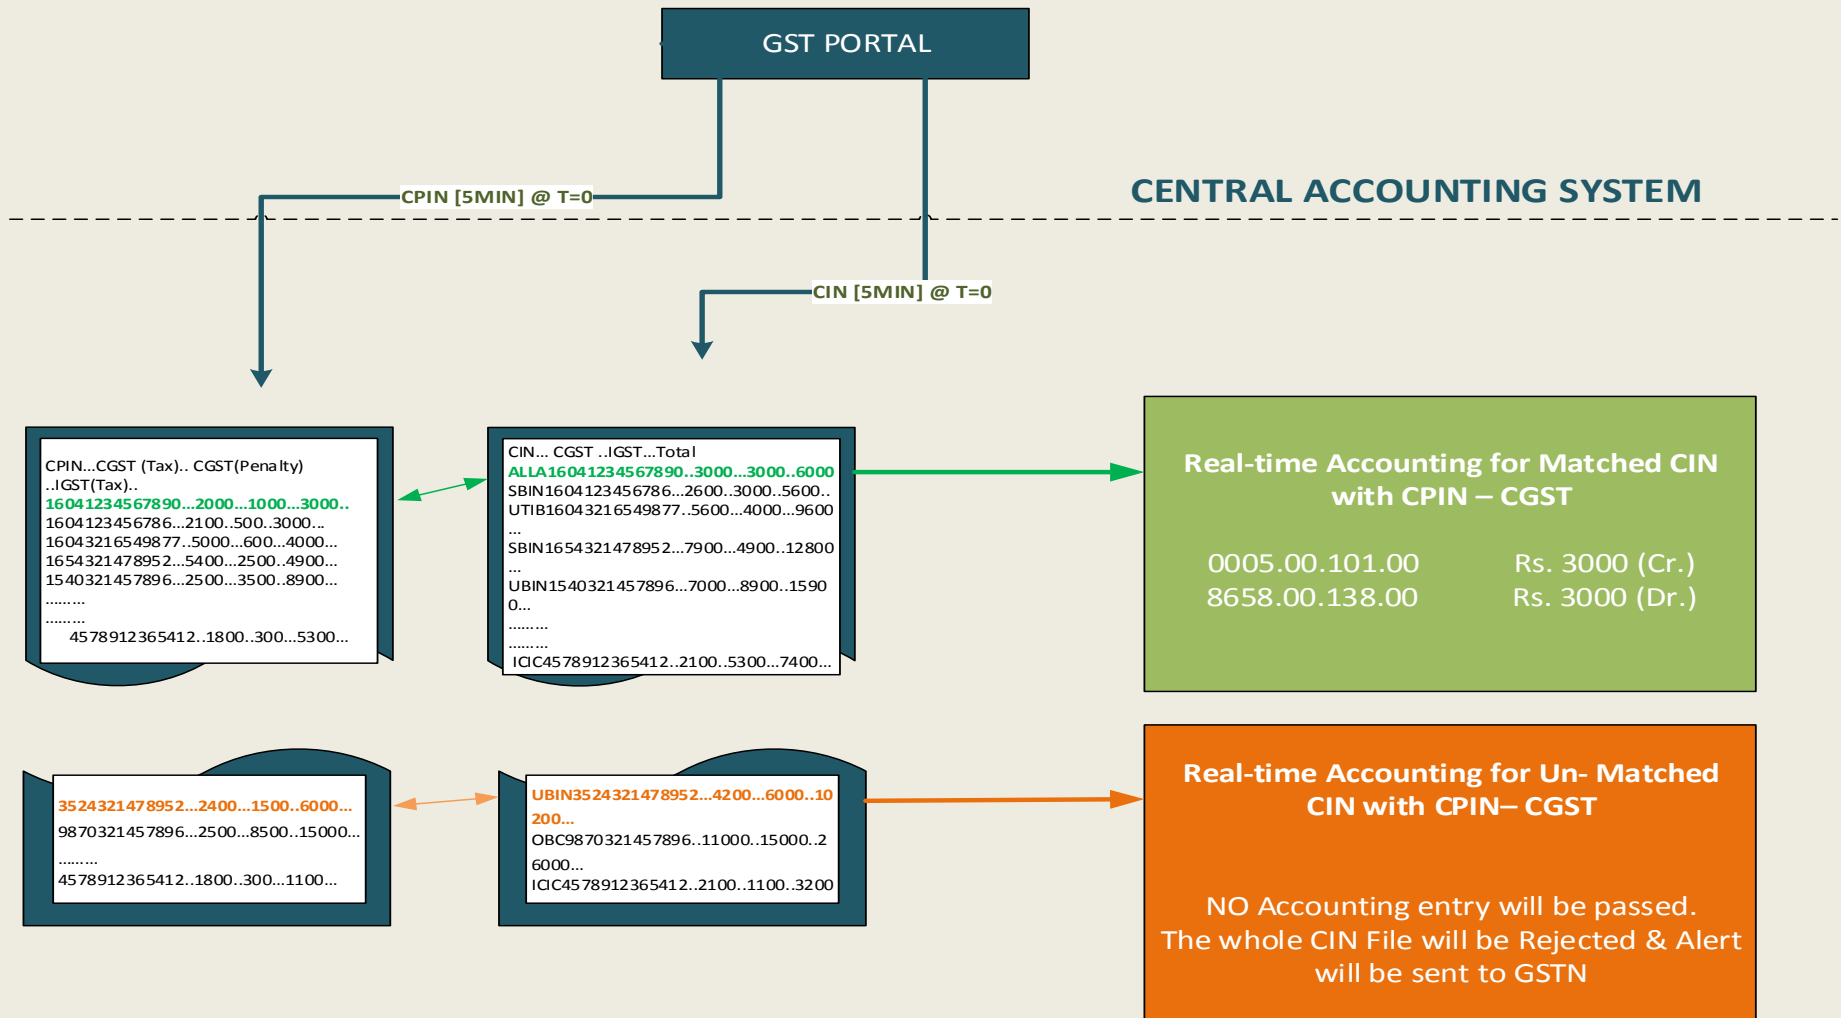 GST PORTAL
CPIN [5MIN] @ T=0
CENTRAL ACCOUNTING SYSTEM
CIN [5MIN] @ T=0
CPIN...CGST (Tax).. CGST(Penalty)
..IGST(Tax)..
16041234567890...2000...1000...3000..
1604123456786...2100..500..3000...
16043216549877..5000...600...4000...
1654321478952...5400...2500...4900...
1540321457896...2500...3500...8900...
.........
.........
4578912365412..1800..300...5300...
CIN... CGST ..IGST...Total
ALLA16041234567890..3000...3000..6000
SBIN1604123456786...2600..3000..5600..
UTIB16043216549877..5600...4000...9600
...
SBIN1654321478952...7900...4900..12800
...
UBIN1540321457896...7000...8900..1590
0...
.........
.........
ICIC4578912365412..2100..5300...7400...
Real-time Accounting for Matched CIN
with CPIN – CGST
0005.00.101.00 Rs. 3000 (Cr.)
8658.00.138.00 Rs. 3000 (Dr.)
3524321478952...2400...1500..6000...
9870321457896...2500...8500..15000...
.........
4578912365412..1800..300...1100...
UBIN3524321478952...4200...6000..10
200...
OBC9870321457896..11000..15000..2
6000...
ICIC4578912365412..2100..1100..3200
Real-time Accounting for Un- Matched
CIN with CPIN– CGST
NO Accounting entry will be passed.
The whole CIN File will be Rejected & Alert
will be sent to GSTN